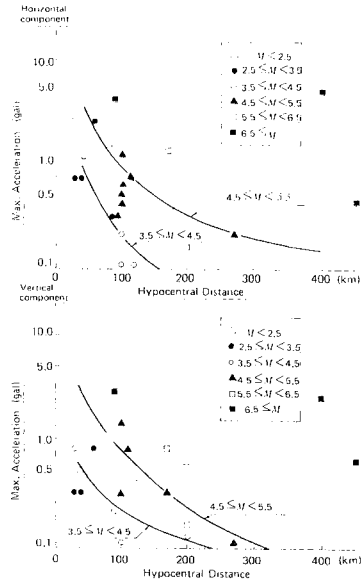 Horizontal
component
Max. Acceleration (gal)
10.0
5.0
1.0
0.5
0.1
M<2.5
2.5≤M<3.5
3.5≤M<4.5
4.5≤M<5.5
5.5≤M<6.5
6.5≤M
4.5≤M<5.5
3.5≤M<4.5
0 100 200 300 400 (km)
Hypocentral Distance
Vertical
component
Max. Acceleration (gal)
10.0
5.0
1.0
0.5
0.1
M<2.5
2.5≤M<3.5
3.5≤M<4.5
4.5≤M<5.5
5.5≤M<6.5
6.5≤M
4.5≤M<5.5
3.5≤M<4.5
0 100 200 300 400 (km)
Hypocentral Distance